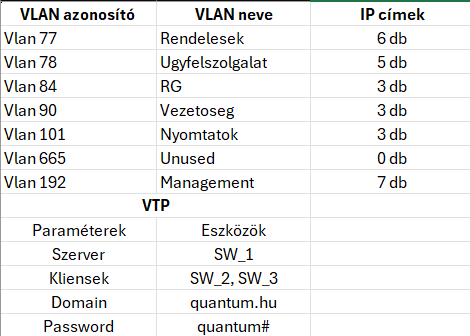 VLAN azonosító VLAN neve IP címek
Vlan 77 Rendelesek 6 db
Vlan 78 Ugyfelszolgalat 5 db
Vlan 84 RG 3 db
Vlan 90 Vezetoseg 3 db
Vlan 101 Nyomtatok 3 db
Vlan 665 Unused 0 db
Vlan 192 Management 7 db
VTP
Paraméterek Eszközök
Szerver SW_1
Kliensek SW_2, SW_3
Domain quantum.hu
Password quantum#